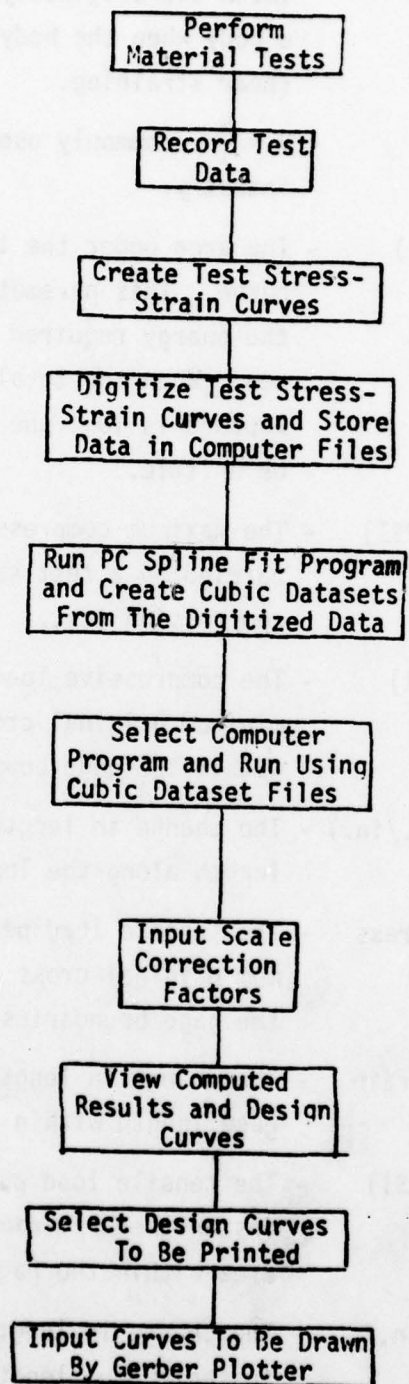 Perform
Material Tests
Record Test
Data
Create Test Stress-
Strain Curves
Digitize Test Stress-
Strain Curves and Store
Data in Computer Files
Run PC Spline Fit Program
and Create Cubic Datasets
From The Digitized Data
Select Computer
Program and Run Using
Cubic Dataset Files
Input Scale
Correction
Factors
View Computed
Results and Design
Curves
Select Design Curves
To Be Printed
Input Curves To Be Drawn
By Gerber Plotter